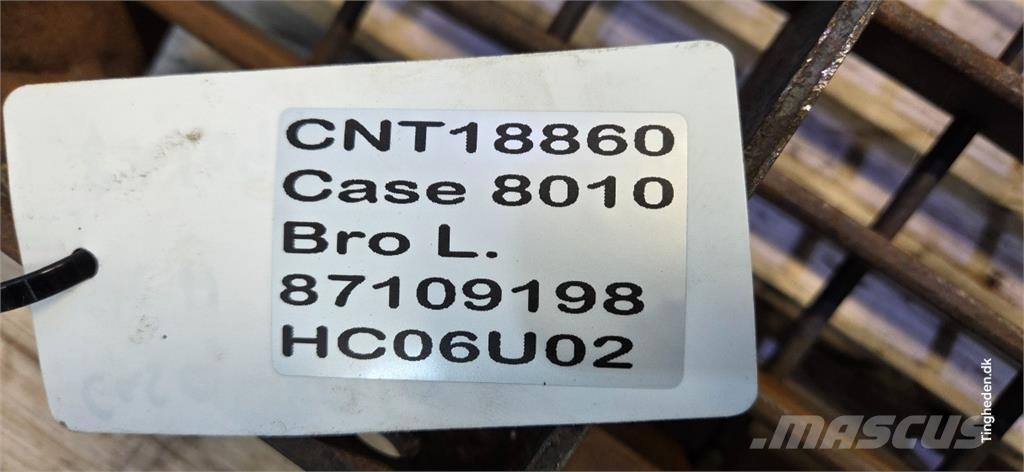 CNT18860
Case 8010
Bro L.
87109198
HC06U02
Tingheden.dk
MASCUS